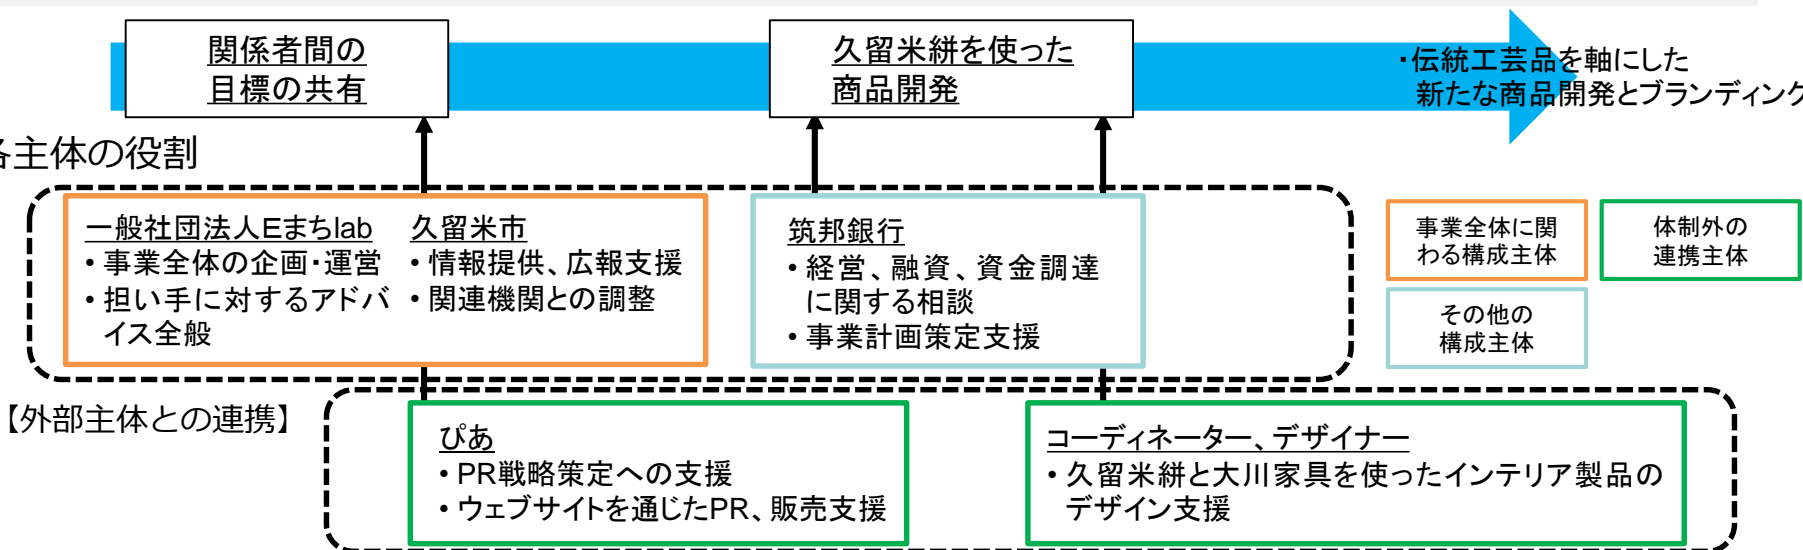 関係者間の
目標の共有
久留米絣を使った
商品開発
・伝統工芸品を軸にした
新たな商品開発とブランディング
各主体の役割
一般社団法人Eまちlab
・事業全体の企画・運営
・担い手に対するアドバ
イス全般
久留米市
・情報提供、広報支援
・関連機関との調整
筑邦銀行
・経営、融資、資金調達
に関する相談
・事業計画策定支援
事業全体に関
わる構成主体
体制外の
連携主体
その他の
構成主体
【外部主体との連携】
ぴあ
・PR戦略策定への支援
・ウェブサイトを通じたPR、販売支援
コーディネーター、デザイナー
・久留米絣と大川家具を使ったインテリア製品の
デザイン支援